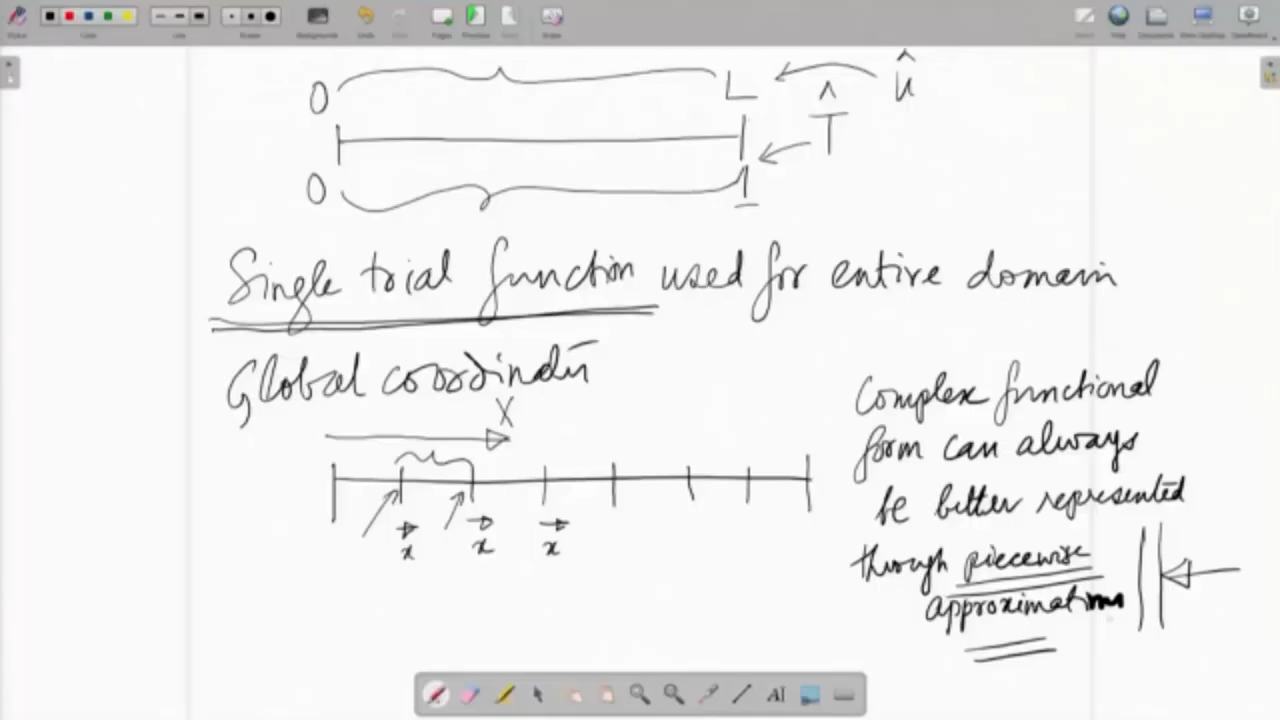 0 L û
T̂
0 1
Single trial function used for entire domain
Global coordinate
X
x x x
Complex functional
form can always
be better represented
through piecewise
approximations